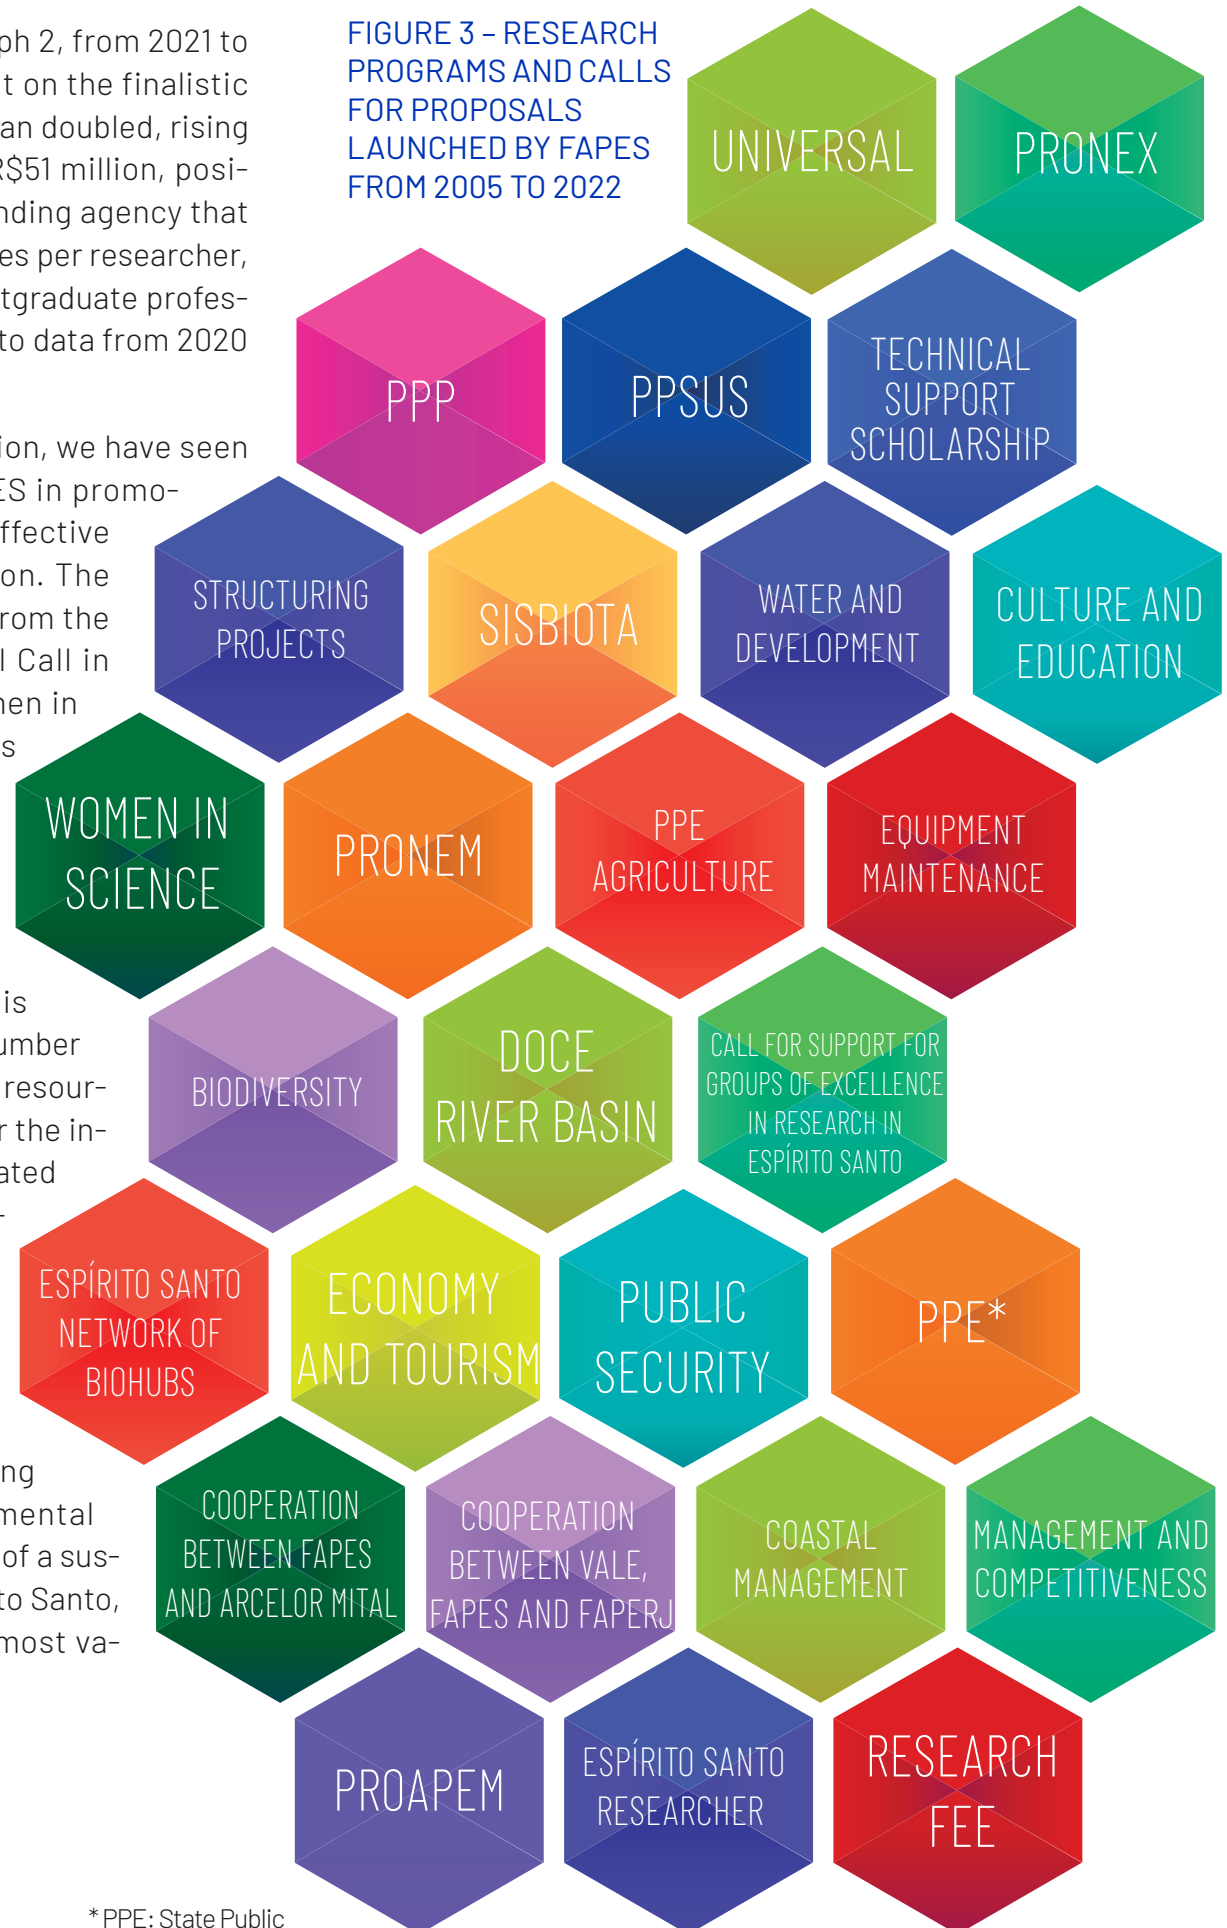 ph 2, from 2021 to
t on the finalistic
an doubled, rising
R$51 million, posi-
nding agency that
es per researcher,
tgraduate profes-
to data from 2020
tion, we have seen
ES in promo-
ffective
on. The
rom the
l Call in
men in
s
is
umber
resour-
r the in-
ated
-
ng
mental
of a sus-
to Santo,
most va-
FIGURE 3 – RESEARCH
PROGRAMS AND CALLS
FOR PROPOSALS
LAUNCHED BY FAPES
FROM 2005 TO 2022
UNIVERSAL
PRONEX
PPP
PPSUS
TECHNICAL
SUPPORT
SCHOLARSHIP
STRUCTURING
PROJECTS
SISBIOTA
WATER AND
DEVELOPMENT
CULTURE AND
EDUCATION
WOMEN IN
SCIENCE
PRONEM
PPE
AGRICULTURE
EQUIPMENT
MAINTENANCE
BIODIVERSITY
DOCE
RIVER BASIN
CALL FOR SUPPORT FOR
GROUPS OF EXCELLENCE
IN RESEARCH IN
ESPÍRITO SANTO
ESPÍRITO SANTO
NETWORK OF
BIOHUBS
ECONOMY
AND TOURISM
PUBLIC
SECURITY
PPE*
COOPERATION
BETWEEN FAPES
AND ARCELOR MITAL
COOPERATION
BETWEEN VALE,
FAPES AND FAPERJ
COASTAL
MANAGEMENT
MANAGEMENT AND
COMPETITIVENESS
PROAPEM
ESPÍRITO SANTO
RESEARCHER
RESEARCH
FEE
* PPE: State Public